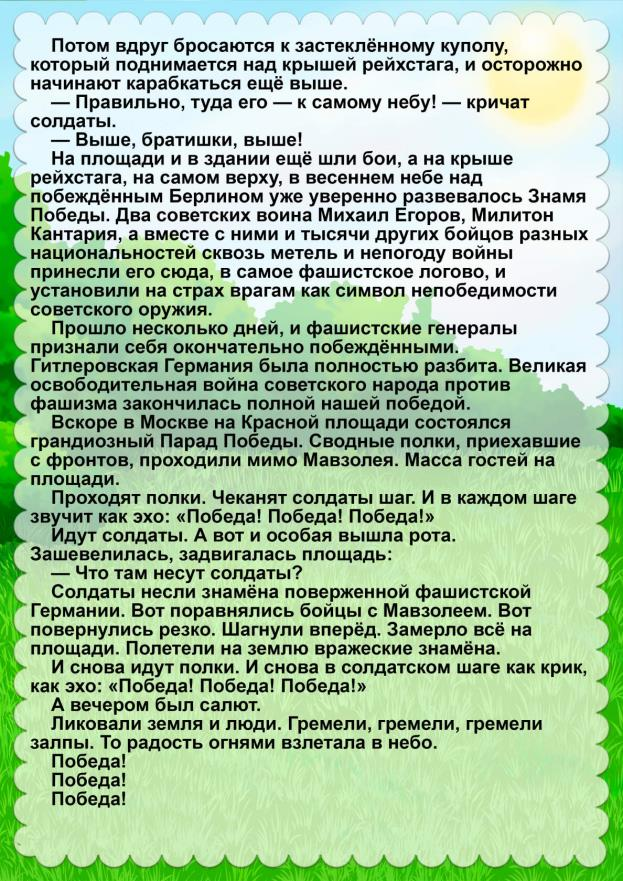 Потом вдруг бросаются к застеклённому куполу,
который поднимается над крышей рейхстага, и осторожно
начинают карабкаться ещё выше.
— Правильно, туда его — к самому небу! — кричат
солдаты.
— Выше, братишки, выше!
На площади и в здании ещё шли бои, а на крыше
рейхстага, на самом верху, в весеннем небе над
побеждённым Берлином уже уверенно развевалось Знамя
Победы. Два советских воина Михаил Егоров, Милитон
Кантария, а вместе с ними и тысячи других бойцов разных
национальностей сквозь метель и непогоду войны
принесли его сюда, в самое фашистское логово, и
установили на страх врагам как символ непобедимости
советского оружия.
Прошло несколько дней, и фашистские генералы
признали себя окончательно побеждёнными.
Гитлеровская Германия была полностью разбита. Великая
освободительная война советского народа против
фашизма закончилась полной нашей победой.
Вскоре в Москве на Красной площади состоялся
грандиозный Парад Победы. Сводные полки, приехавшие
с фронтов, проходили мимо Мавзолея. Масса гостей на
площади.
Проходят полки. Чеканят солдаты шаг. И в каждом шаге
звучит как эхо: «Победа! Победа! Победа!»
Идут солдаты. А вот и особая вышла рота.
Зашевелилась, задвигалась площадь:
— Что там несут солдаты?
Солдаты несли знамёна поверженной фашистской
Германии. Вот поравнялись бойцы с Мавзолеем. Вот
повернулись резко. Шагнули вперёд. Замерло всё на
площади. Полетели на землю вражеские знамёна.
И снова идут полки. И снова в солдатском шаге как крик,
как эхо: «Победа! Победа! Победа!»
А вечером был салют.
Ликовали земля и люди. Гремели, гремели, гремели
залпы. То радость огнями взлетала в небо.
Победа!
Победа!
Победа!